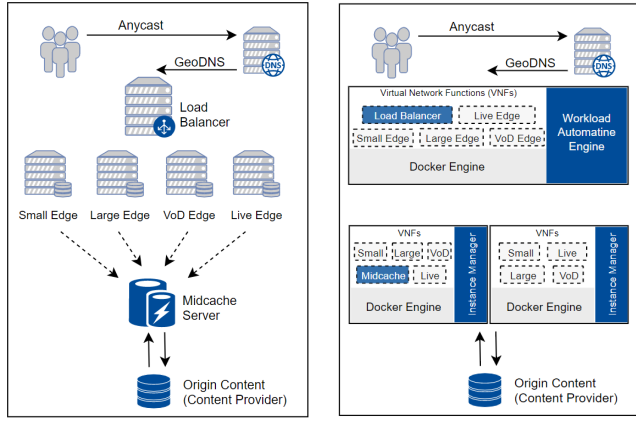 Anycast
DNS
GeoDNS
Load
Balancer
Small Edge Large Edge VoD Edge Live Edge
Midcache
Server
Origin Content
(Content Provider)
Anycast
DNS
GeoDNS
Virtual Network Functions (VNFs)
Load Balancer Live Edge
Small Edge Large Edge VoD Edge
Docker Engine
Workload
Automatine
Engine
VNFs
Small Large VoD
Midcache Live
Docker Engine
Instance Manager
VNFs
Small Live
Large VoD
Docker Engine
Instance Manager
Origin Content
(Content Provider)